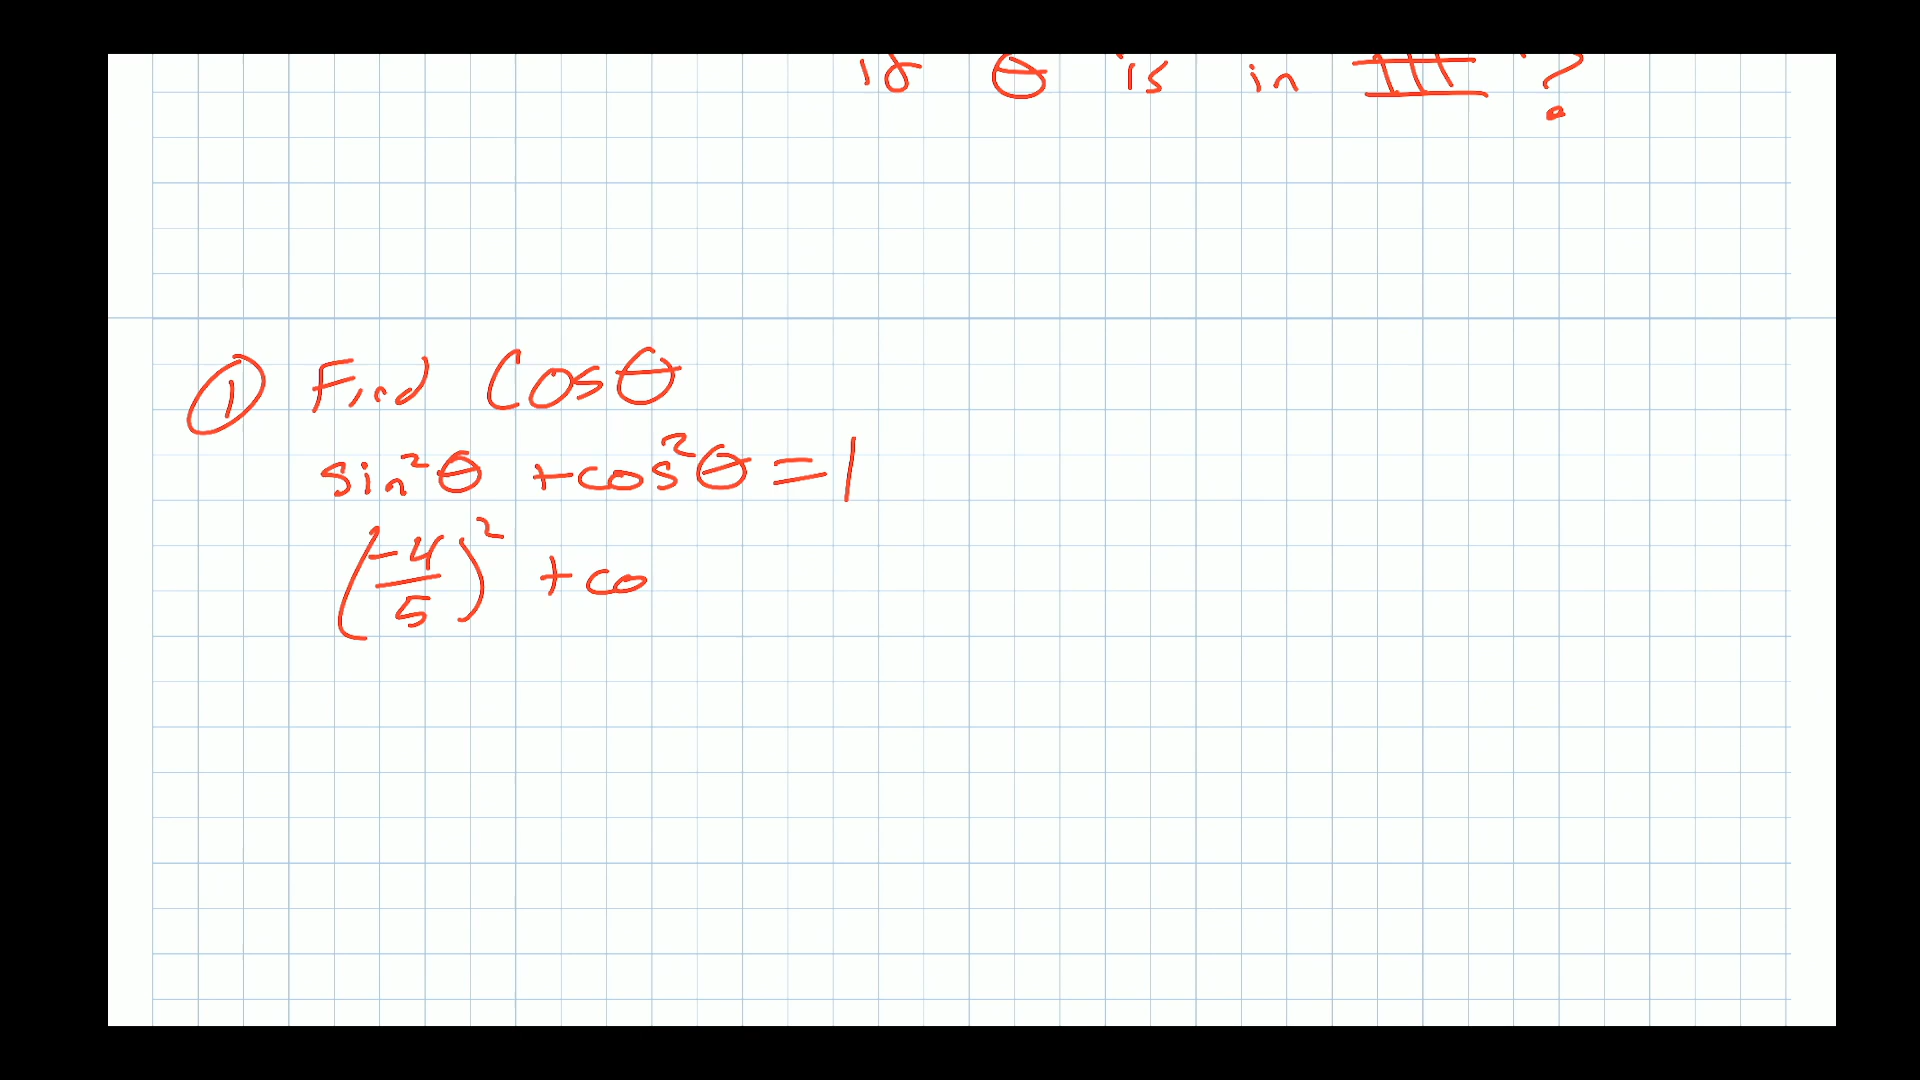 if θ is in III ?
① Find Cosθ
sin²θ + cos²θ = 1
(-4/5)² + co